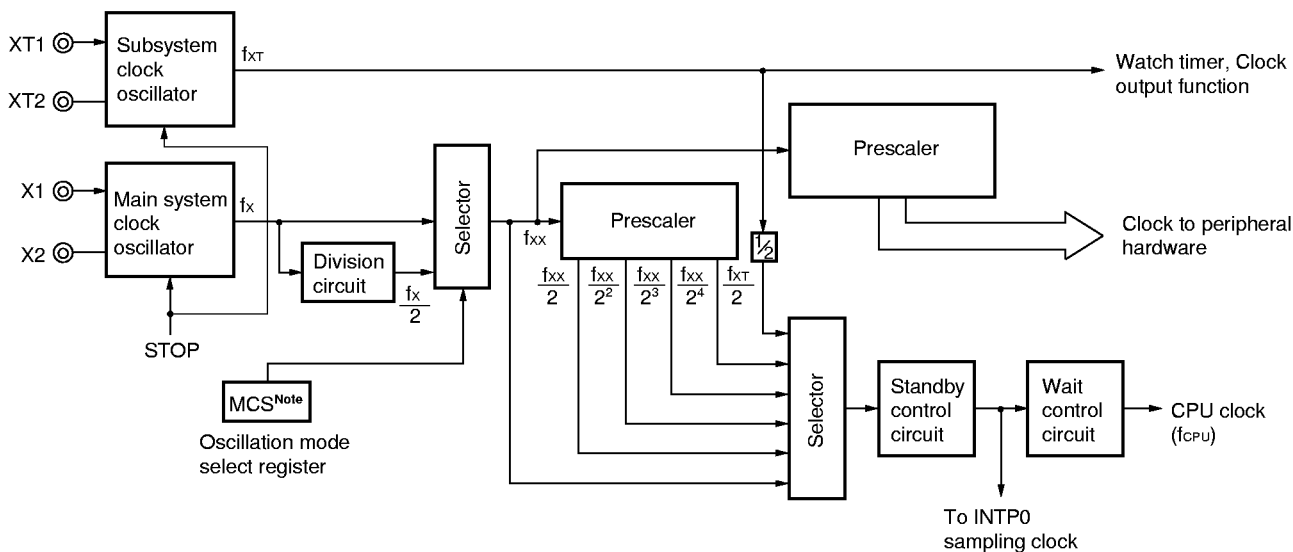 XT1
XT2
Subsystem
clock
oscillator
fXT
Watch timer, Clock
output function
X1
X2
Main system
clock
oscillator
fX
Division
circuit
fX
2
Selector
fXX
Prescaler
Prescaler
Clock to peripheral
hardware
1/2
fXX
2
fXX
2²
fXX
2³
fXX
2⁴
fXT
2
STOP
MCSNote
Oscillation mode
select register
Selector
Standby
control
circuit
Wait
control
circuit
CPU clock
(fCPU)
To INTP0
sampling clock